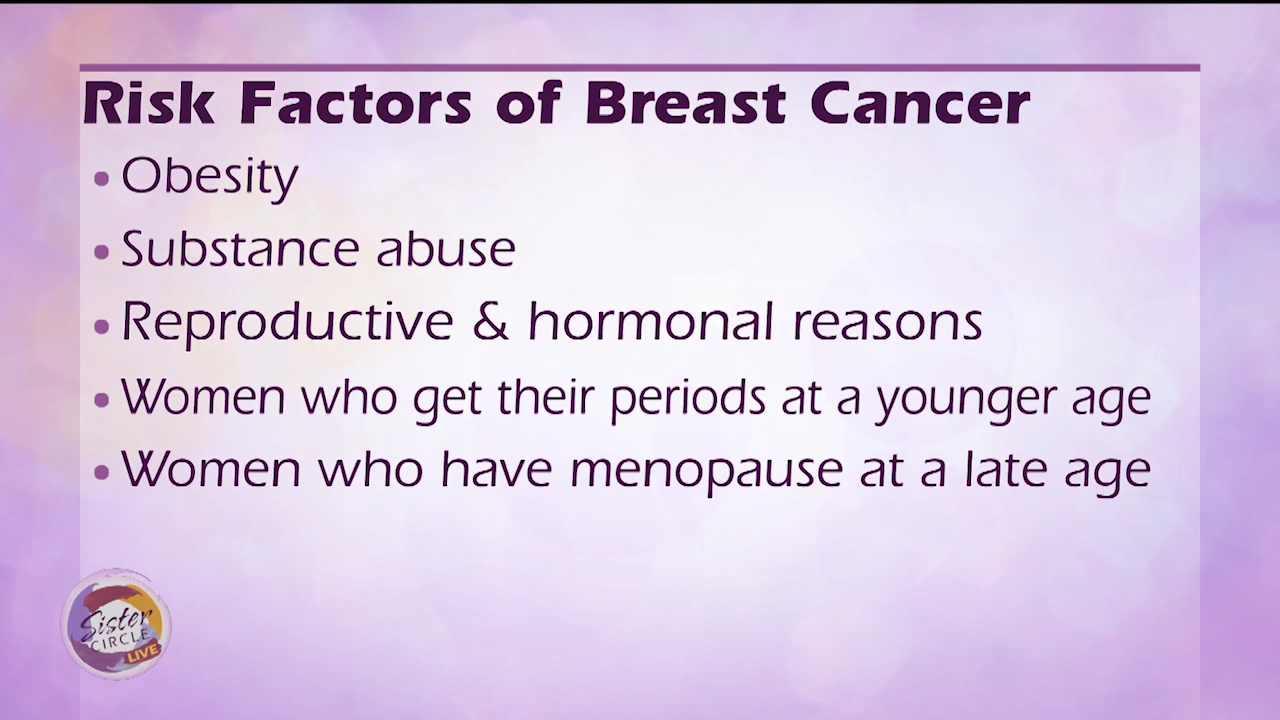 Risk Factors of Breast Cancer
• Obesity
• Substance abuse
• Reproductive & hormonal reasons
• Women who get their periods at a younger age
• Women who have menopause at a late age
Sister
CIRCLE
LIVE